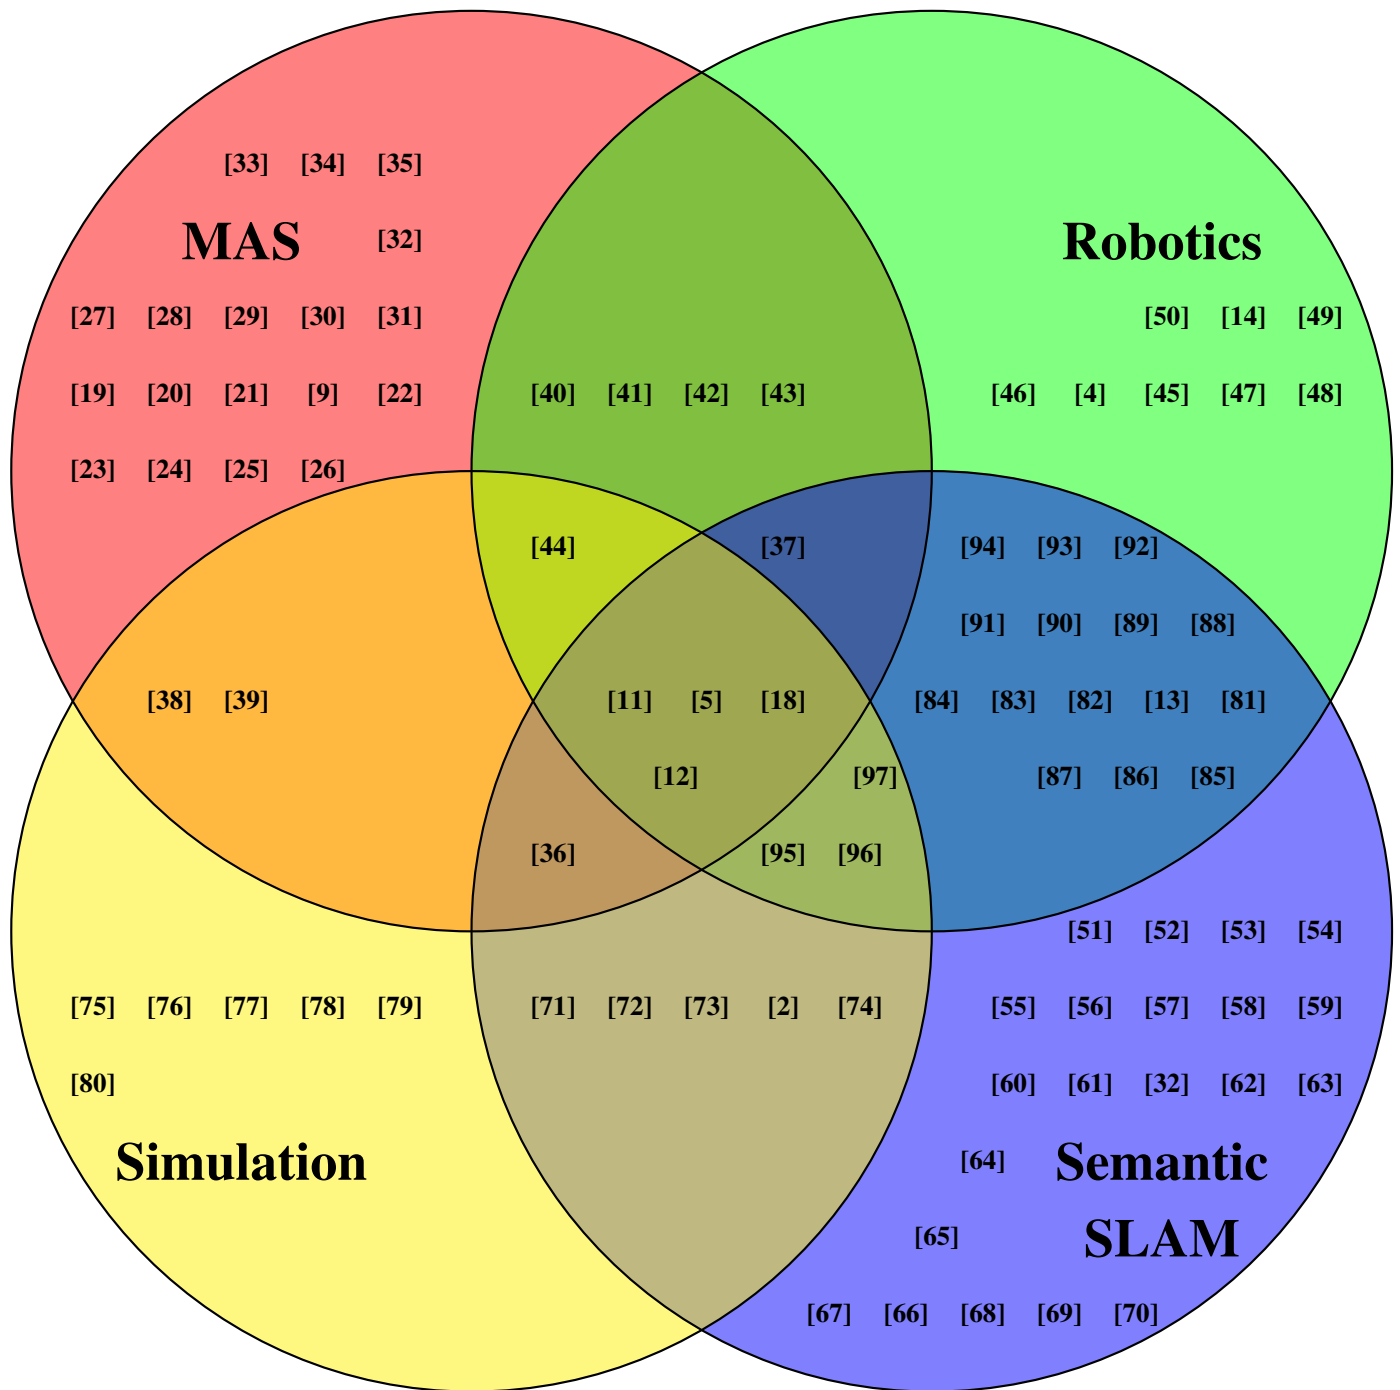 [33] [34] [35]
MAS [32] Robotics
[27] [28] [29] [30] [31] [50] [14] [49]
[19] [20] [21] [9] [22] [40] [41] [42] [43] [46] [4] [45] [47] [48]
[23] [24] [25] [26]
[44] [37] [94] [93] [92]
[91] [90] [89] [88]
[38] [39] [11] [5] [18] [84] [83] [82] [13] [81]
[12] [97] [87] [86] [85]
[36] [95] [96]
[51] [52] [53] [54]
[75] [76] [77] [78] [79] [71] [72] [73] [2] [74] [55] [56] [57] [58] [59]
[80] [60] [61] [32] [62] [63]
Simulation [64] Semantic
[65] SLAM
[67] [66] [68] [69] [70]